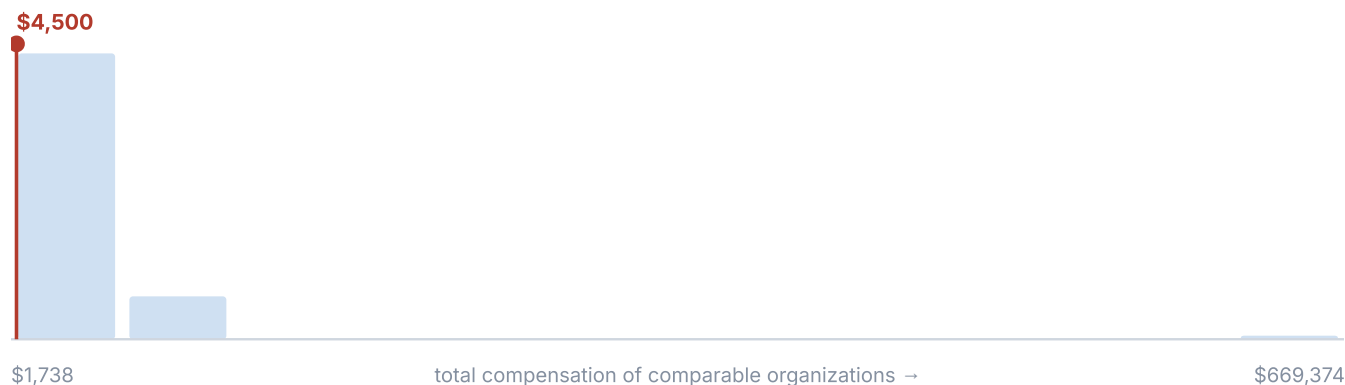 $4,500
$1,738
total compensation of comparable organizations →
$669,374